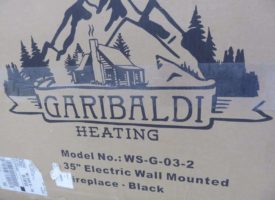 GARIBALDI
HEATING
Model No.: WS-G-03-2
35" Electric Wall Mounted
Fireplace - Black